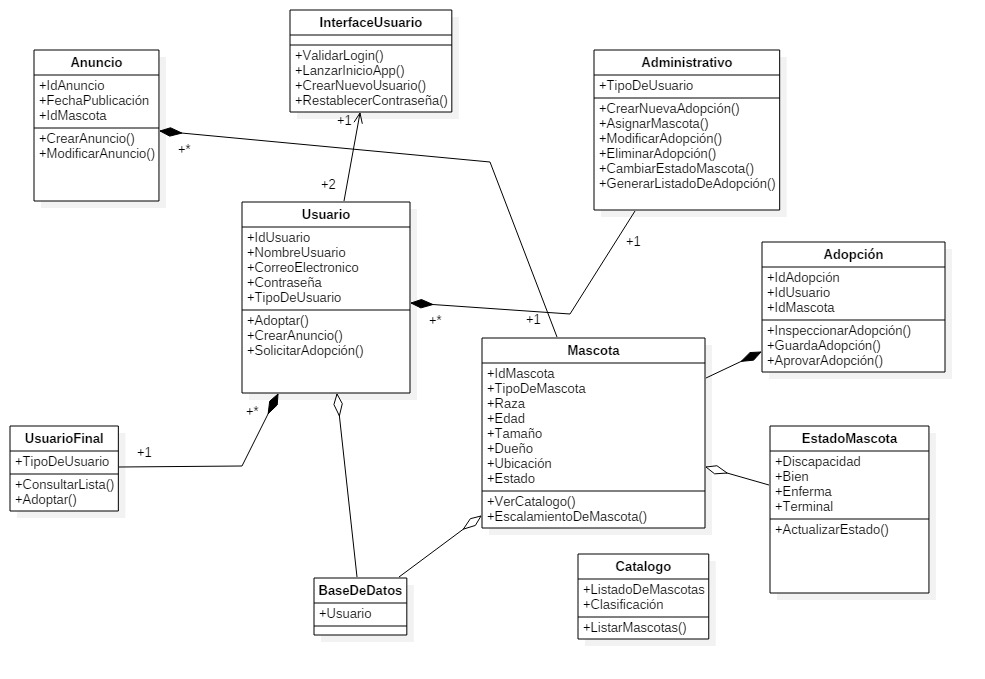 InterfaceUsuario
+ValidarLogin()
+LanzarInicioApp()
+CrearNuevoUsuario()
+RestablecerContraseña()
Anuncio
+IdAnuncio
+FechaPublicación
+IdMascota
+CrearAnuncio()
+ModificarAnuncio()
Administrativo
+TipoDeUsuario
+CrearNuevaAdopción()
+AsignarMascota()
+ModificarAdopción()
+EliminarAdopción()
+CambiarEstadoMascota()
+GenerarListadoDeAdopción()
+1
+*
+2
Usuario
+IdUsuario
+NombreUsuario
+CorreoElectronico
+Contraseña
+TipoDeUsuario
+Adoptar()
+CrearAnuncio()
+SolicitarAdopción()
+1
Adopción
+IdAdopción
+IdUsuario
+IdMascota
+InspeccionarAdopción()
+GuardaAdopción()
+AprovarAdopción()
+*
+1
Mascota
+IdMascota
+TipoDeMascota
+Raza
+Edad
+Tamaño
+Dueño
+Ubicación
+Estado
+VerCatalogo()
+EscalamientoDeMascota()
+*
+1
UsuarioFinal
+TipoDeUsuario
+ConsultarLista()
+Adoptar()
EstadoMascota
+Discapacidad
+Bien
+Enferma
+Terminal
+ActualizarEstado()
BaseDeDatos
+Usuario
Catalogo
+ListadoDeMascotas
+Clasificación
+ListarMascotas()